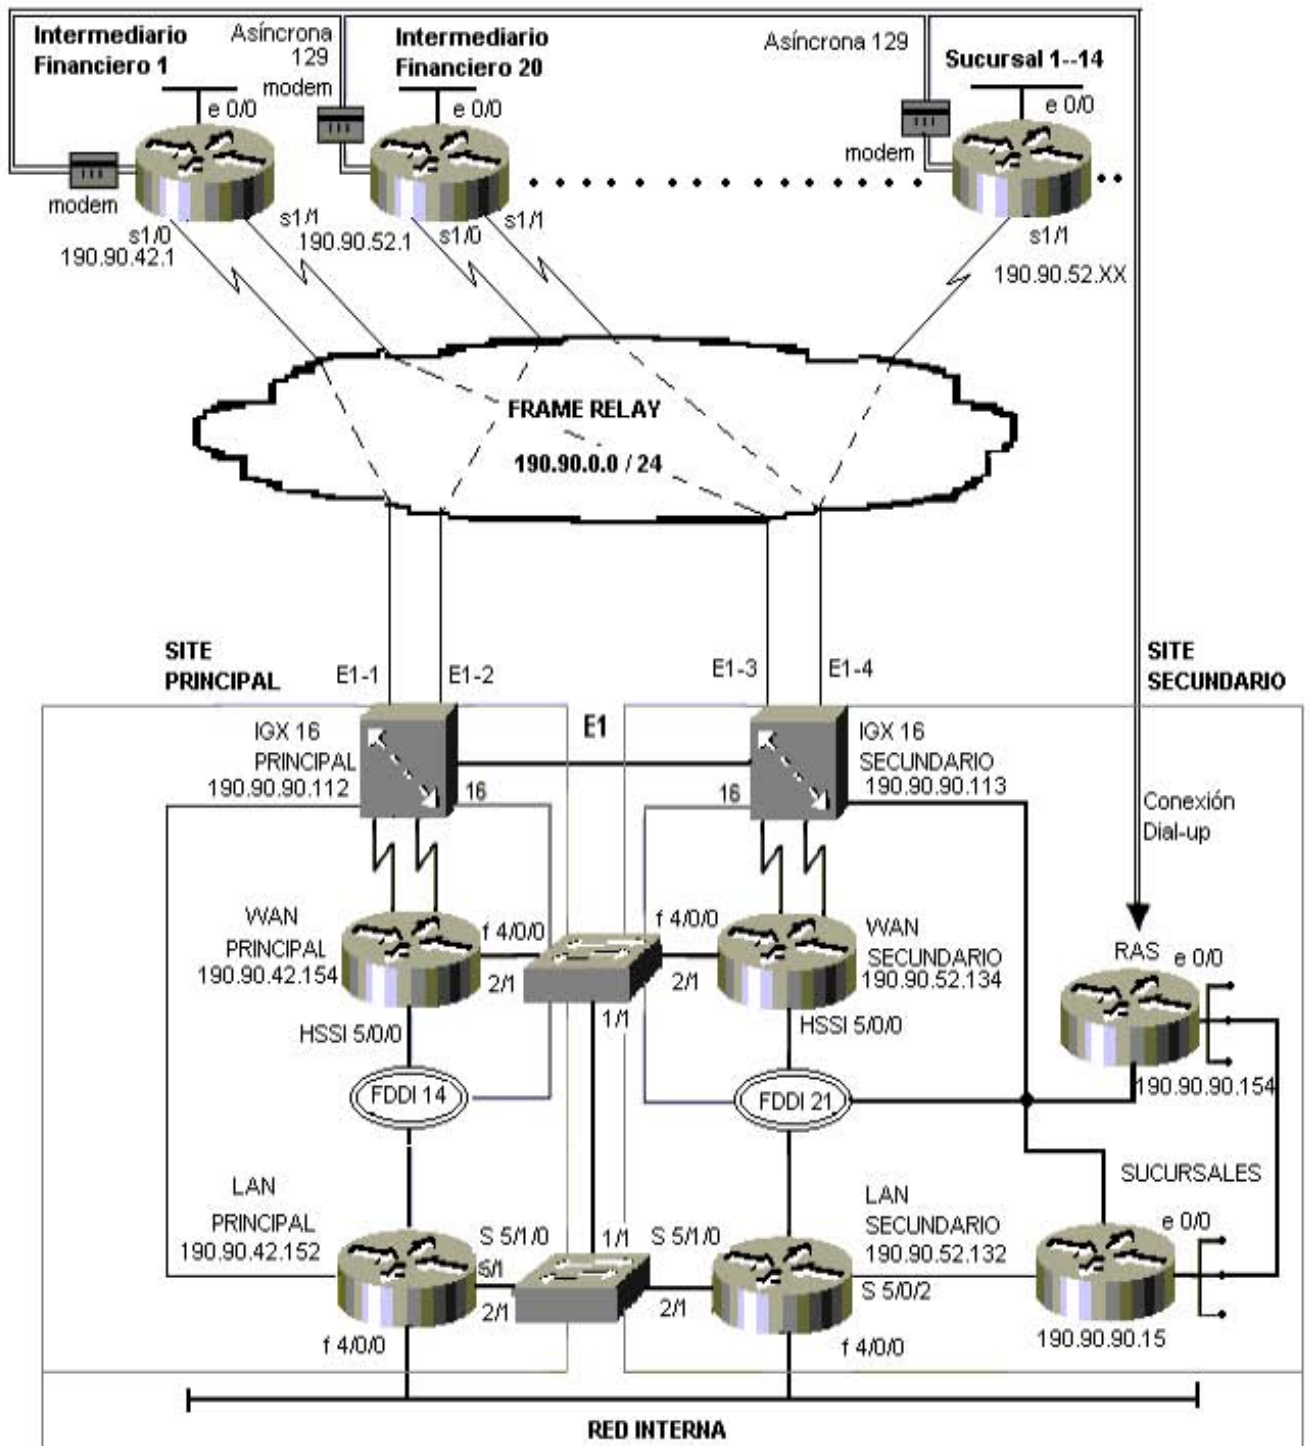 Intermediario
Financiero 1
Asíncrona
129
modem
Intermediario
Financiero 20
Asíncrona 129
Sucursal 1--14
e 0/0
e 0/0
e 0/0
modem
modem
s1/0
190.90.42.1
s1/1
190.90.52.1
s1/0
s1/1
s1/1
190.90.52.XX
FRAME RELAY
190.90.0.0 / 24
SITE
PRINCIPAL
E1-1
E1-2
E1-3
E1-4
SITE
SECUNDARIO
IGX 16
PRINCIPAL
190.90.90.112
16
E1
16
IGX 16
SECUNDARIO
190.90.90.113
Conexión
Dial-up
WAN
PRINCIPAL
190.90.42.154
f 4/0/0
2/1
f 4/0/0
2/1
WAN
SECUNDARIO
190.90.52.134
RAS
e 0/0
HSSI 5/0/0
1/1
HSSI 5/0/0
FDDI 14
FDDI 21
190.90.90.154
LAN
PRINCIPAL
190.90.42.152
S 5/1/0
5/1
2/1
1/1
S 5/1/0
2/1
LAN
SECUNDARIO
190.90.52.132
S 5/0/2
SUCURSALES
e 0/0
190.90.90.15
f 4/0/0
f 4/0/0
RED INTERNA